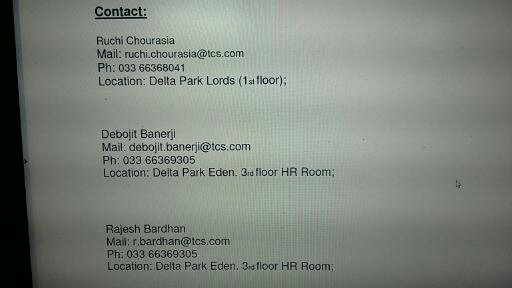 Contact:
Ruchi Chourasia
Mail: ruchi.chourasia@tcs.com
Ph: 033 66368041
Location: Delta Park Lords (1st floor);
Debojit Banerji
Mail: debojit.banerji@tcs.com
Ph: 033 66369305
Location: Delta Park Eden. 3rd floor HR Room;
Rajesh Bardhan
Mail: r.bardhan@tcs.com
Ph: 033 66369305
Location: Delta Park Eden. 3rd floor HR Room;